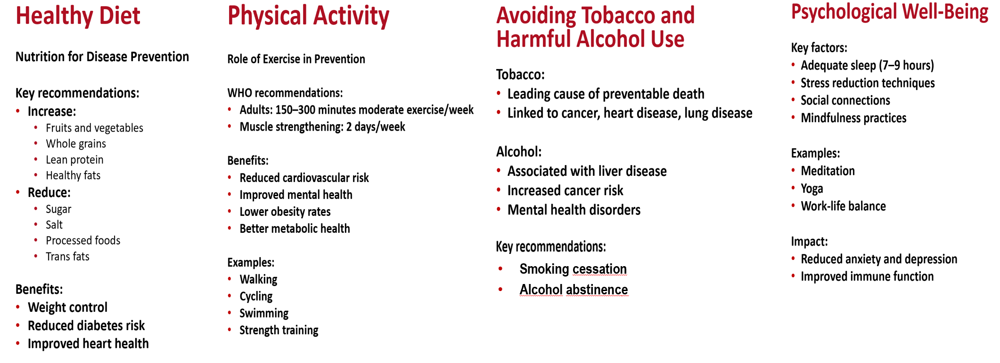 Healthy Diet
Nutrition for Disease Prevention
Key recommendations:
• Increase:
• Fruits and vegetables
• Whole grains
• Lean protein
• Healthy fats
• Reduce:
• Sugar
• Salt
• Processed foods
• Trans fats
Benefits:
• Weight control
• Reduced diabetes risk
• Improved heart health
Physical Activity
Role of Exercise in Prevention
WHO recommendations:
• Adults: 150–300 minutes moderate exercise/week
• Muscle strengthening: 2 days/week
Benefits:
• Reduced cardiovascular risk
• Improved mental health
• Lower obesity rates
• Better metabolic health
Examples:
• Walking
• Cycling
• Swimming
• Strength training
Avoiding Tobacco and
Harmful Alcohol Use
Tobacco:
• Leading cause of preventable death
• Linked to cancer, heart disease, lung disease
Alcohol:
• Associated with liver disease
• Increased cancer risk
• Mental health disorders
Key recommendations:
• Smoking cessation
• Alcohol abstinence
Psychological Well-Being
Key factors:
• Adequate sleep (7–9 hours)
• Stress reduction techniques
• Social connections
• Mindfulness practices
Examples:
• Meditation
• Yoga
• Work-life balance
Impact:
• Reduced anxiety and depression
• Improved immune function